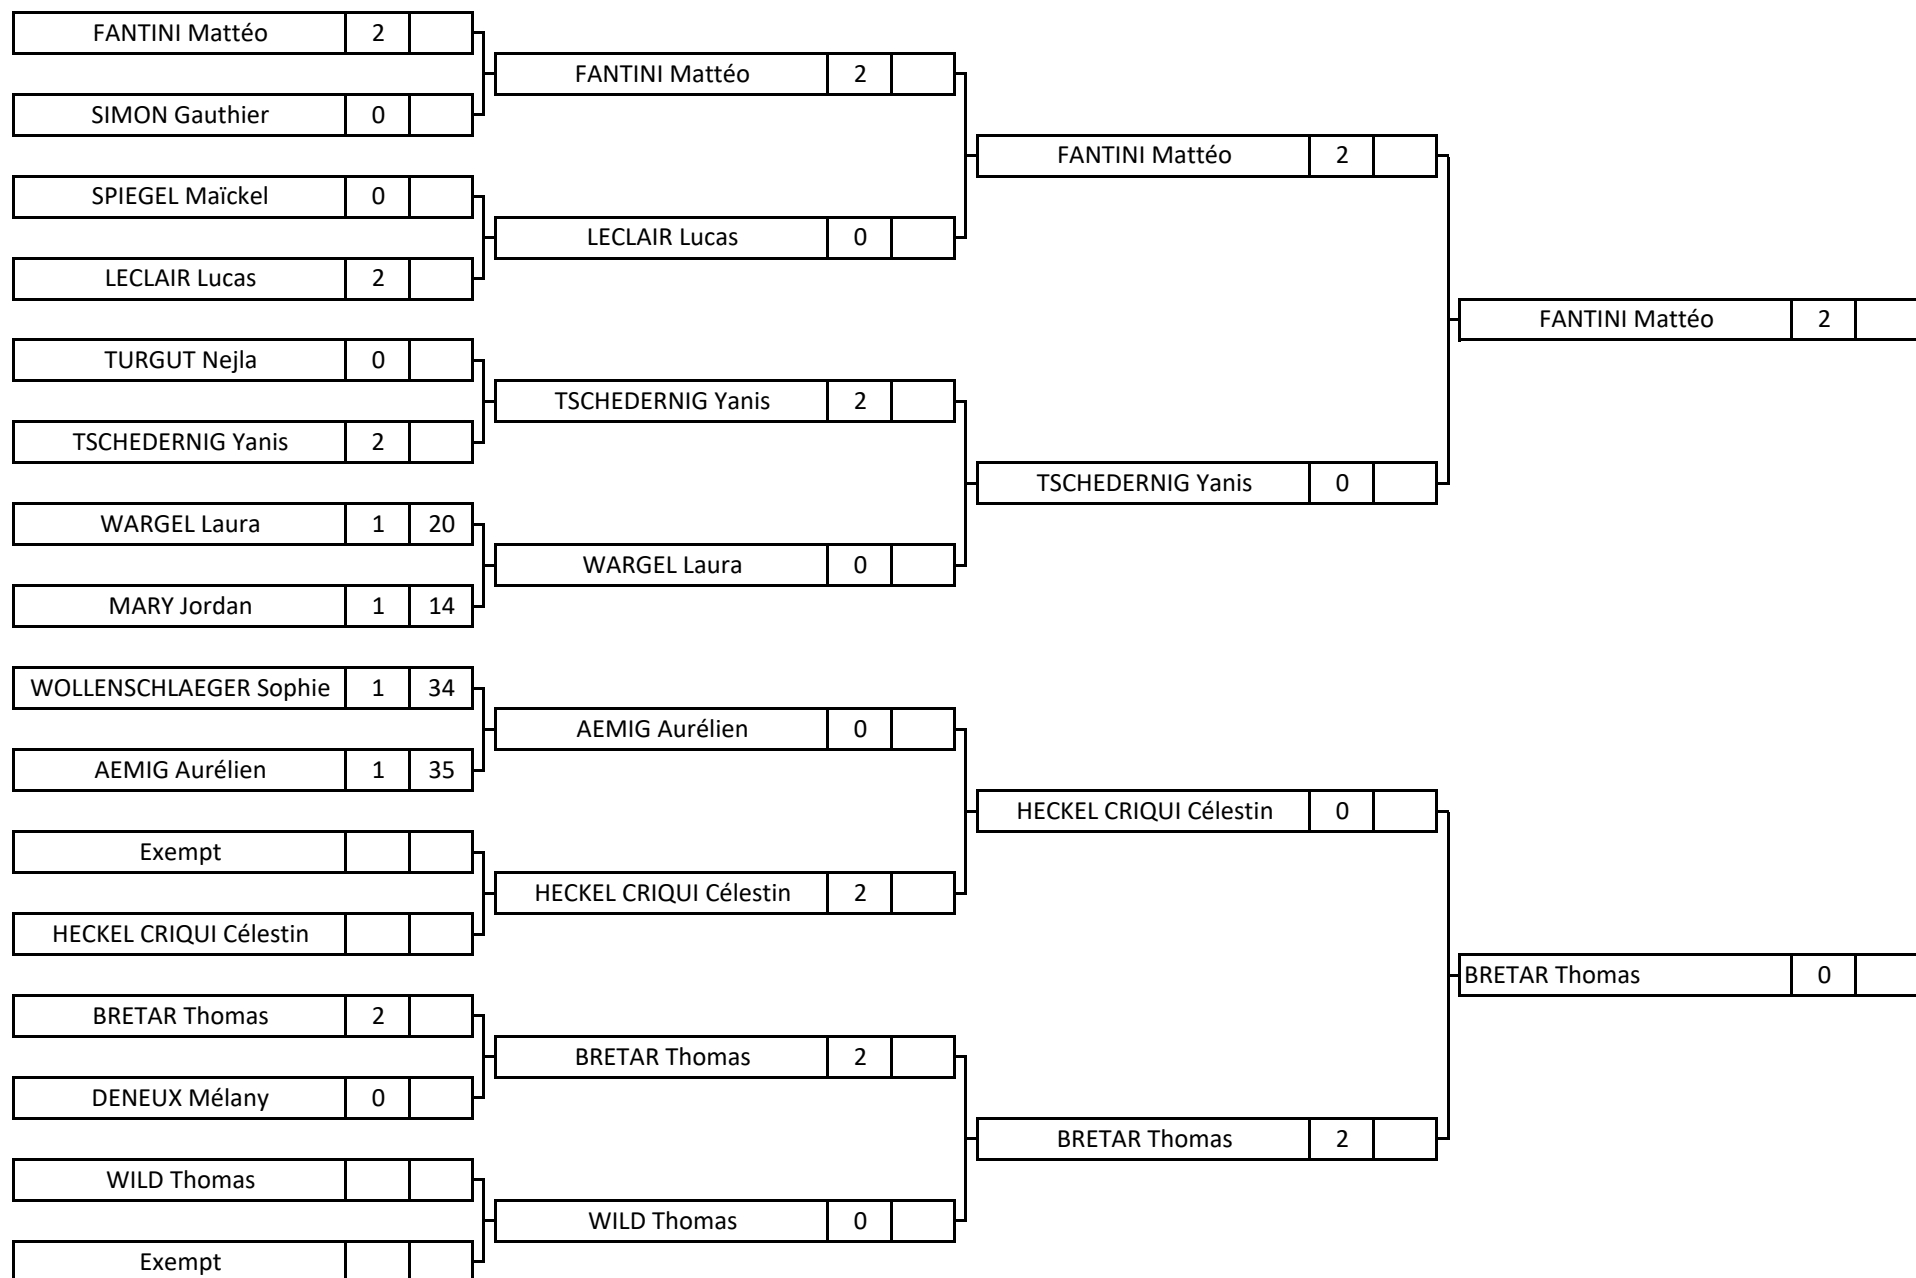 FANTINI Mattéo 2
FANTINI Mattéo 2
SIMON Gauthier 0
FANTINI Mattéo 2
SPIEGEL Maïckel 0
LECLAIR Lucas 0
LECLAIR Lucas 2
FANTINI Mattéo 2
TURGUT Nejla 0
TSCHEDERNIG Yanis 2
TSCHEDERNIG Yanis 2
TSCHEDERNIG Yanis 0
WARGEL Laura 1 20
WARGEL Laura 0
MARY Jordan 1 14
WOLLENSCHLAEGER Sophie 1 34
AEMIG Aurélien 0
AEMIG Aurélien 1 35
HECKEL CRIQUI Célestin 0
Exempt
HECKEL CRIQUI Célestin 2
HECKEL CRIQUI Célestin
BRETAR Thomas 0
BRETAR Thomas 2
BRETAR Thomas 2
DENEUX Mélany 0
BRETAR Thomas 2
WILD Thomas
WILD Thomas 0
Exempt